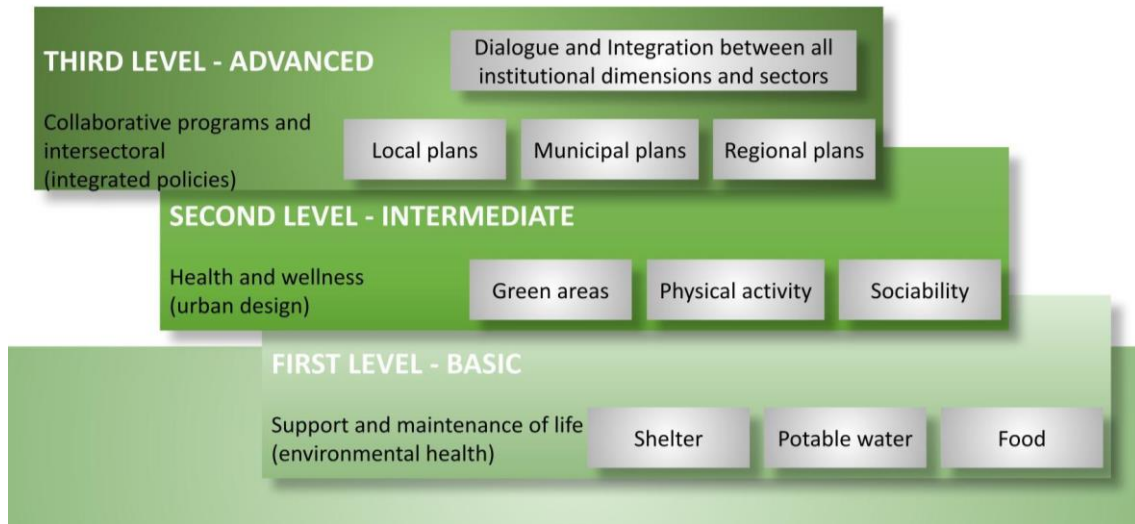 THIRD LEVEL - ADVANCED
Dialogue and Integration between all
institutional dimensions and sectors
Collaborative programs and
intersectoral
(integrated policies)
Local plans
Municipal plans
Regional plans
SECOND LEVEL - INTERMEDIATE
Health and wellness
(urban design)
Green areas
Physical activity
Sociability
FIRST LEVEL - BASIC
Support and maintenance of life
(environmental health)
Shelter
Potable water
Food